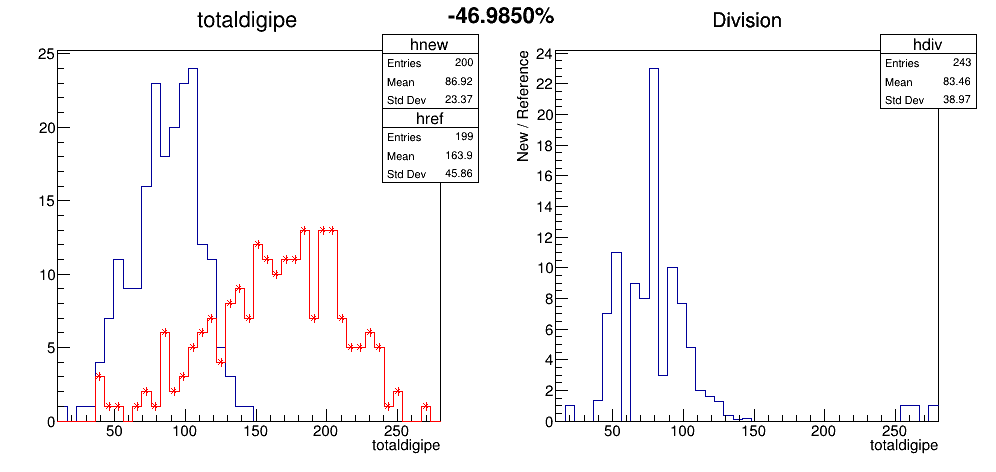 -46.9850%
totaldigipe
hnew
Entries 200
Mean 86.92
Std Dev 23.37
href
Entries 199
Mean 163.9
Std Dev 45.86
25
20
15
10
5
0
50 100 150 200 250
totaldigipe
Division
hdiv
Entries 243
Mean 83.46
Std Dev 38.97
New / Reference
24
22
20
18
16
14
12
10
8
6
4
2
0
50 100 150 200 250
totaldigipe